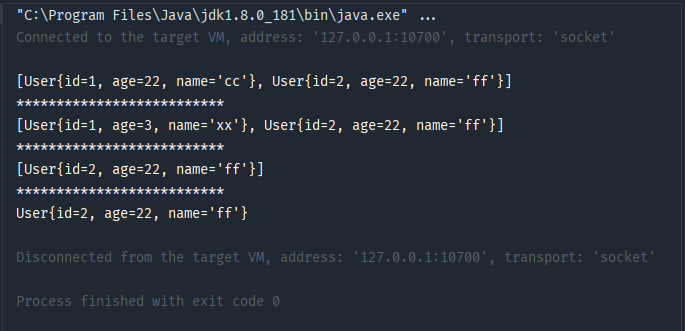 "C:\Program Files\Java\jdk1.8.0_181\bin\java.exe" ...
Connected to the target VM, address: '127.0.0.1:10700', transport: 'socket'
[User{id=1, age=22, name='cc'}, User{id=2, age=22, name='ff'}]
**************************
[User{id=1, age=3, name='xx'}, User{id=2, age=22, name='ff'}]
**************************
[User{id=2, age=22, name='ff'}]
**************************
User{id=2, age=22, name='ff'}
Disconnected from the target VM, address: '127.0.0.1:10700', transport: 'socket'
Process finished with exit code 0